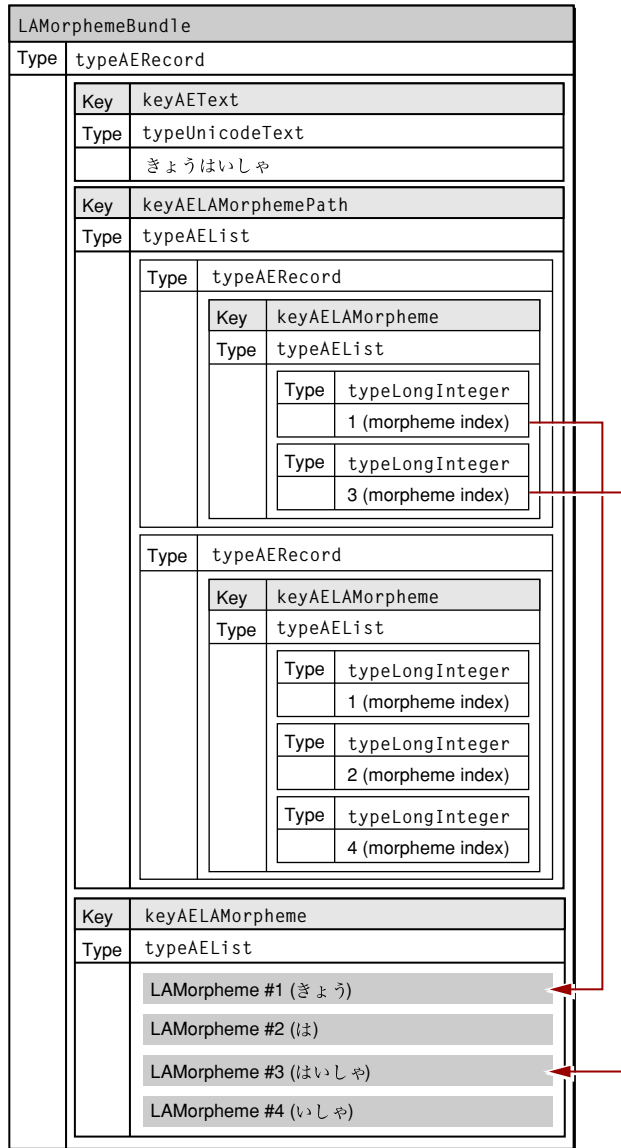 LAMorphemeBundle
Type typeAERecord
Key keyAEText
Type typeUnicodeText
きょうはいしゃ
Key keyAELAMorphemePath
Type typeAEList
Type typeAERecord
Key keyAELAMorpheme
Type typeAEList
Type typeLongInteger
1 (morpheme index)
Type typeLongInteger
3 (morpheme index)
Type typeAERecord
Key keyAELAMorpheme
Type typeAEList
Type typeLongInteger
1 (morpheme index)
Type typeLongInteger
2 (morpheme index)
Type typeLongInteger
4 (morpheme index)
Key keyAELAMorpheme
Type typeAEList
LAMorpheme #1 (きょう)
LAMorpheme #2 (は)
LAMorpheme #3 (はいしゃ)
LAMorpheme #4 (いしゃ)